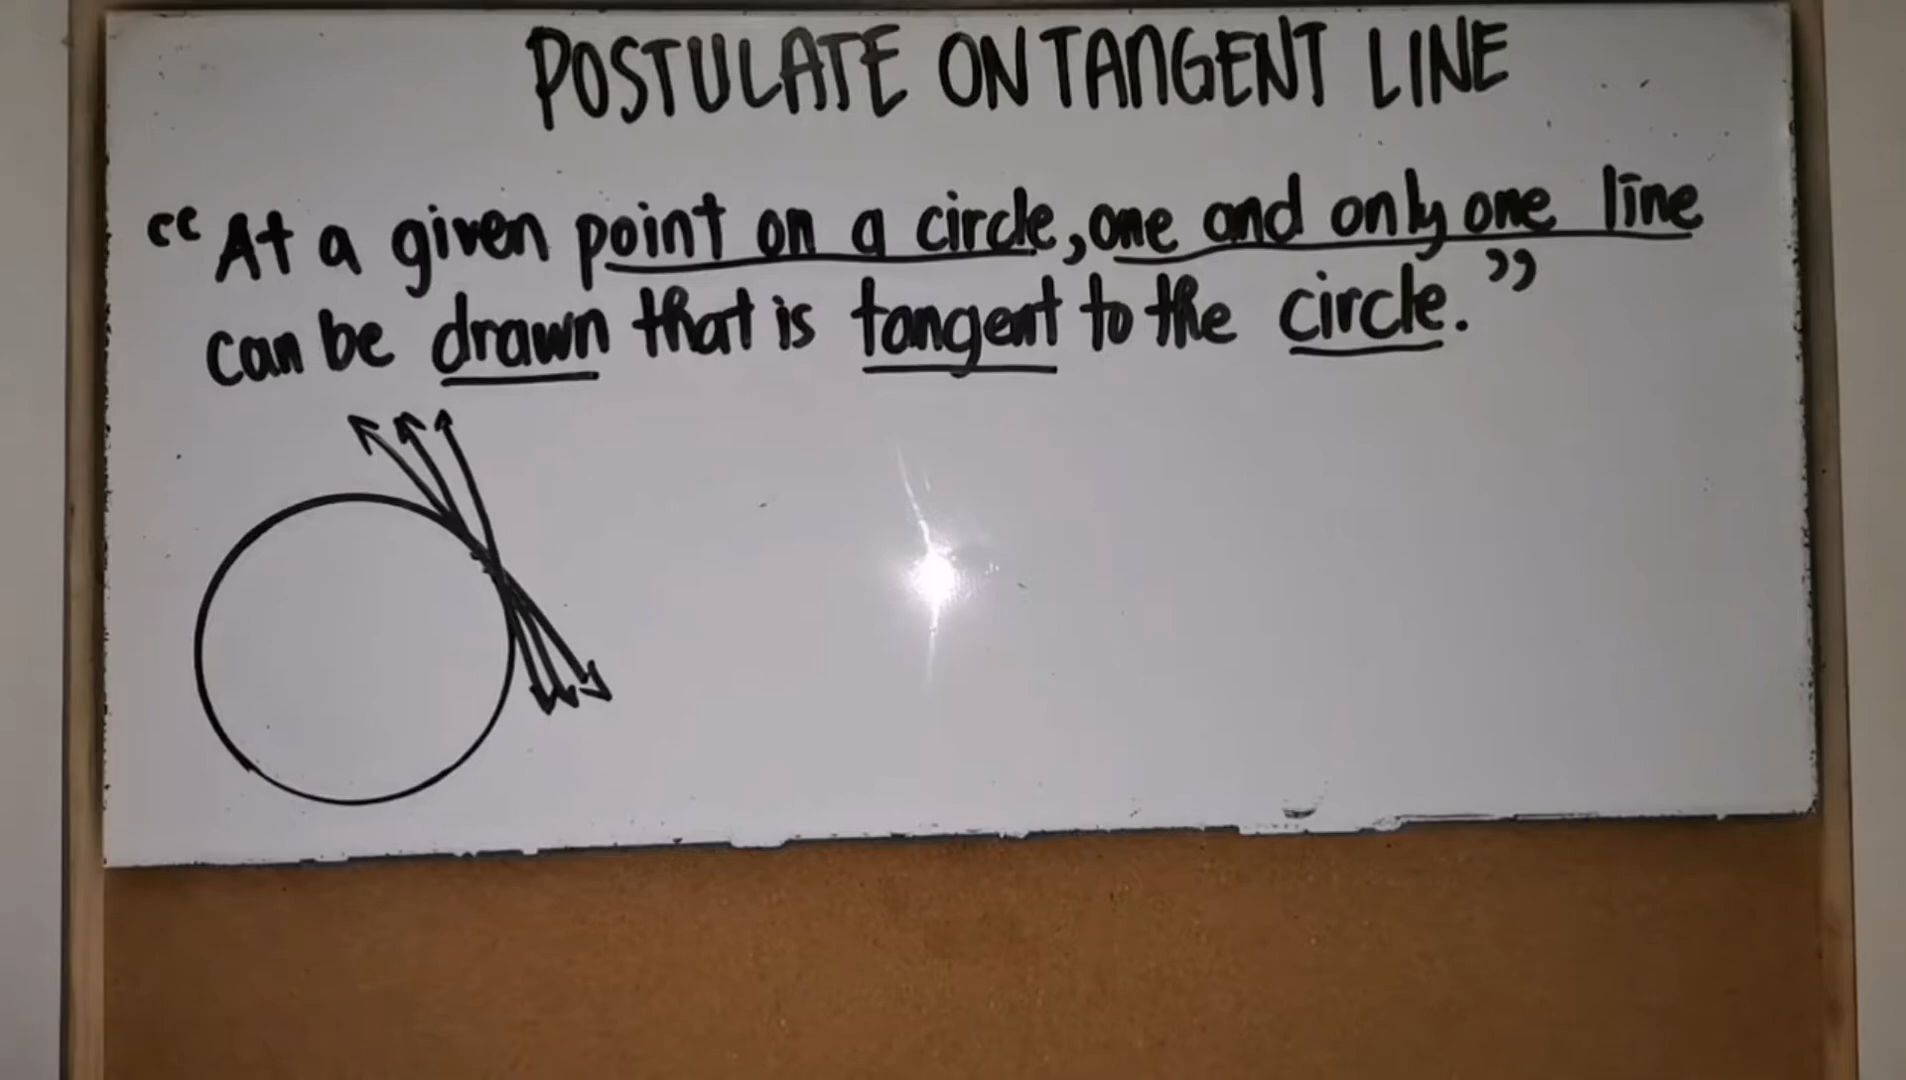 POSTULATE ON TANGENT LINE
“At a given point on a circle, one and only one line
can be drawn that is tangent to the circle.”